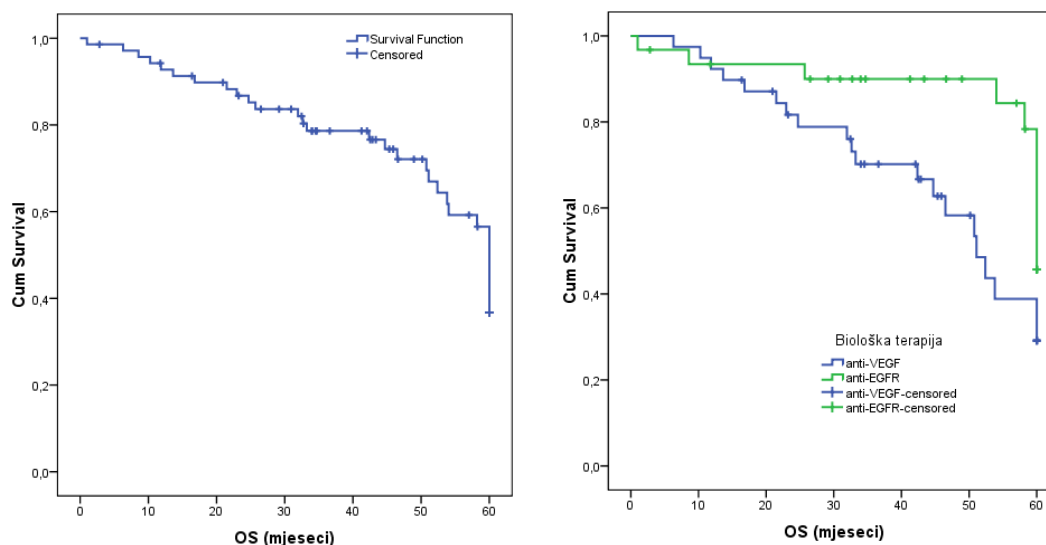 1,0
0,8
0,6
0,4
0,2
0,0
Cum Survival
Survival Function
Censored
0 10 20 30 40 50 60
OS (mjeseci)
1,0
0,8
0,6
0,4
0,2
0,0
Cum Survival
Biološka terapija
anti-VEGF
anti-EGFR
anti-VEGF-censored
anti-EGFR-censored
0 10 20 30 40 50 60
OS (mjeseci)